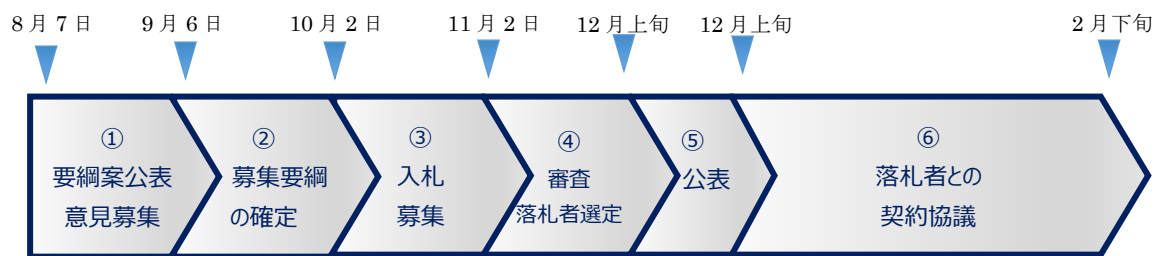 8月7日 9月6日 10月2日 11月2日 12月上旬 12月上旬 2月下旬
①
要綱案公表
意見募集
②
募集要綱
の確定
③
入札
募集
④
審査
落札者選定
⑤
公表
⑥
落札者との
契約協議